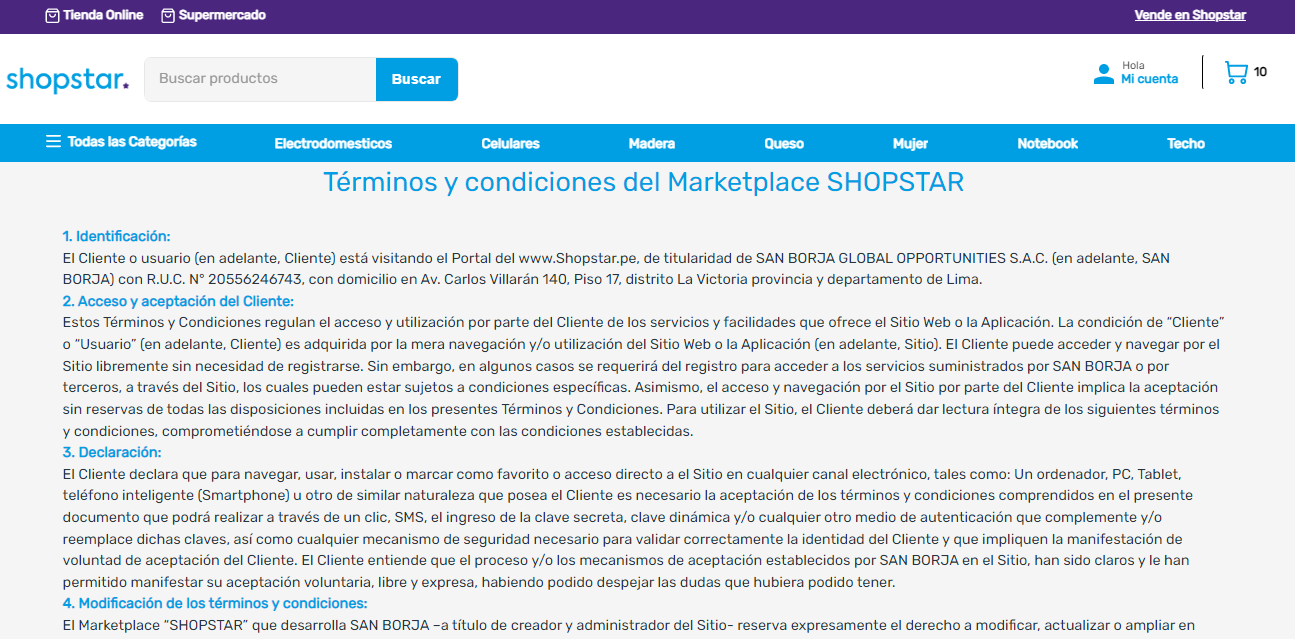 Tienda Online Supermercado Vende en Shopstar
shopstar. Buscar productos Buscar Hola
Mi cuenta 10
Todas las Categorías Electrodomesticos Celulares Madera Queso Mujer Notebook Techo
Términos y condiciones del Marketplace SHOPSTAR
1. Identificación:
El Cliente o usuario (en adelante, Cliente) está visitando el Portal del www.Shopstar.pe, de titularidad de SAN BORJA GLOBAL OPPORTUNITIES S.A.C. (en adelante, SAN
BORJA) con R.U.C. N° 20556246743, con domicilio en Av. Carlos Villarán 140, Piso 17, distrito La Victoria provincia y departamento de Lima.
2. Acceso y aceptación del Cliente:
Estos Términos y Condiciones regulan el acceso y utilización por parte del Cliente de los servicios y facilidades que ofrece el Sitio Web o la Aplicación. La condición de “Cliente”
o “Usuario” (en adelante, Cliente) es adquirida por la mera navegación y/o utilización del Sitio Web o la Aplicación (en adelante, Sitio). El Cliente puede acceder y navegar por el
Sitio libremente sin necesidad de registrarse. Sin embargo, en algunos casos se requerirá del registro para acceder a los servicios suministrados por SAN BORJA o por
terceros, a través del Sitio, los cuales pueden estar sujetos a condiciones específicas. Asimismo, el acceso y navegación por el Sitio por parte del Cliente implica la aceptación
sin reservas de todas las disposiciones incluidas en los presentes Términos y Condiciones. Para utilizar el Sitio, el Cliente deberá dar lectura íntegra de los siguientes términos
y condiciones, comprometiéndose a cumplir completamente con las condiciones establecidas.
3. Declaración:
El Cliente declara que para navegar, usar, instalar o marcar como favorito o acceso directo a el Sitio en cualquier canal electrónico, tales como: Un ordenador, PC, Tablet,
teléfono inteligente (Smartphone) u otro de similar naturaleza que posea el Cliente es necesario la aceptación de los términos y condiciones comprendidos en el presente
documento que podrá realizar a través de un clic, SMS, el ingreso de la clave secreta, clave dinámica y/o cualquier otro medio de autenticación que complemente y/o
reemplace dichas claves, así como cualquier mecanismo de seguridad necesario para validar correctamente la identidad del Cliente y que impliquen la manifestación de
voluntad de aceptación del Cliente. El Cliente entiende que el proceso y/o los mecanismos de aceptación establecidos por SAN BORJA en el Sitio, han sido claros y le han
permitido manifestar su aceptación voluntaria, libre y expresa, habiendo podido despejar las dudas que hubiera podido tener.
4. Modificación de los términos y condiciones:
El Marketplace “SHOPSTAR” que desarrolla SAN BORJA –a título de creador y administrador del Sitio- reserva expresamente el derecho a modificar, actualizar o ampliar en